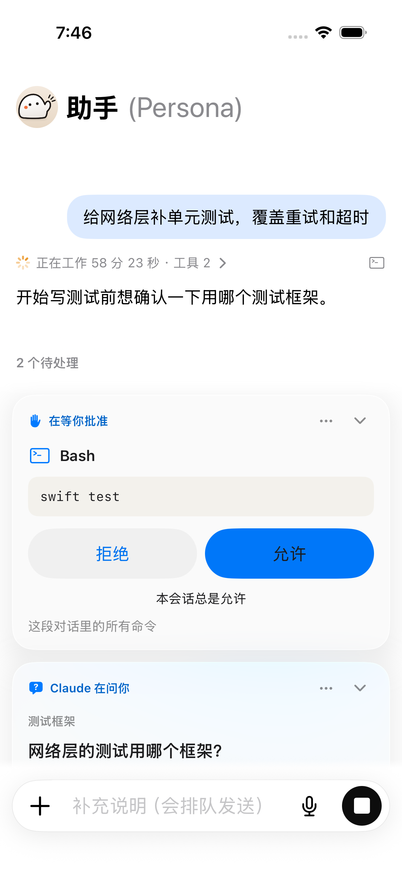 7:46
助手 (Persona)
给网络层补单元测试，覆盖重试和超时
正在工作 58 分 23 秒 · 工具 2
开始写测试前想确认一下用哪个测试框架。
2 个待处理
在等你批准
Bash
swift test
拒绝
允许
本会话总是允许
这段对话里的所有命令
Claude 在问你
测试框架
网络层的测试用哪个框架?
补充说明 (会排队发送)